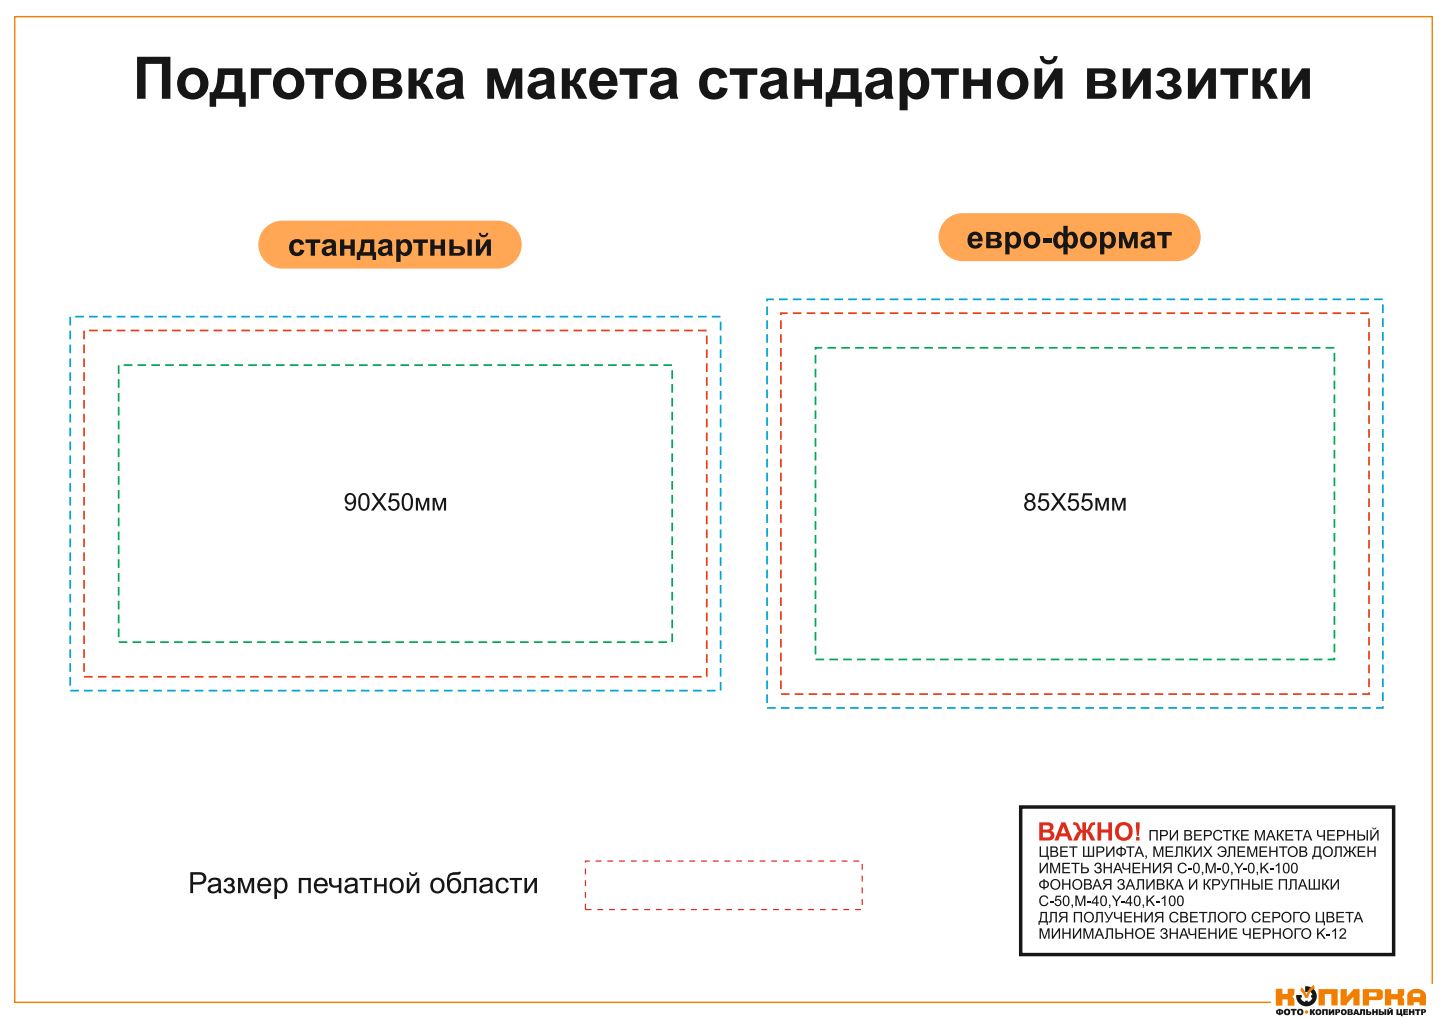 Подготовка макета стандартной визитки
стандартный
евро-формат
90X50мм
85X55мм
Размер печатной области
ВАЖНО! ПРИ ВЕРСТКЕ МАКЕТА ЧЕРНЫЙ
ЦВЕТ ШРИФТА, МЕЛКИХ ЭЛЕМЕНТОВ ДОЛЖЕН
ИМЕТЬ ЗНАЧЕНИЯ C-0,M-0,Y-0,K-100
ФОНОВАЯ ЗАЛИВКА И КРУПНЫЕ ПЛАШКИ
C-50,M-40,Y-40,K-100
ДЛЯ ПОЛУЧЕНИЯ СВЕТЛОГО СЕРОГО ЦВЕТА
МИНИМАЛЬНОЕ ЗНАЧЕНИЕ ЧЕРНОГО K-12
КОПИРКА
ФОТО•КОПИРОВАЛЬНЫЙ ЦЕНТР